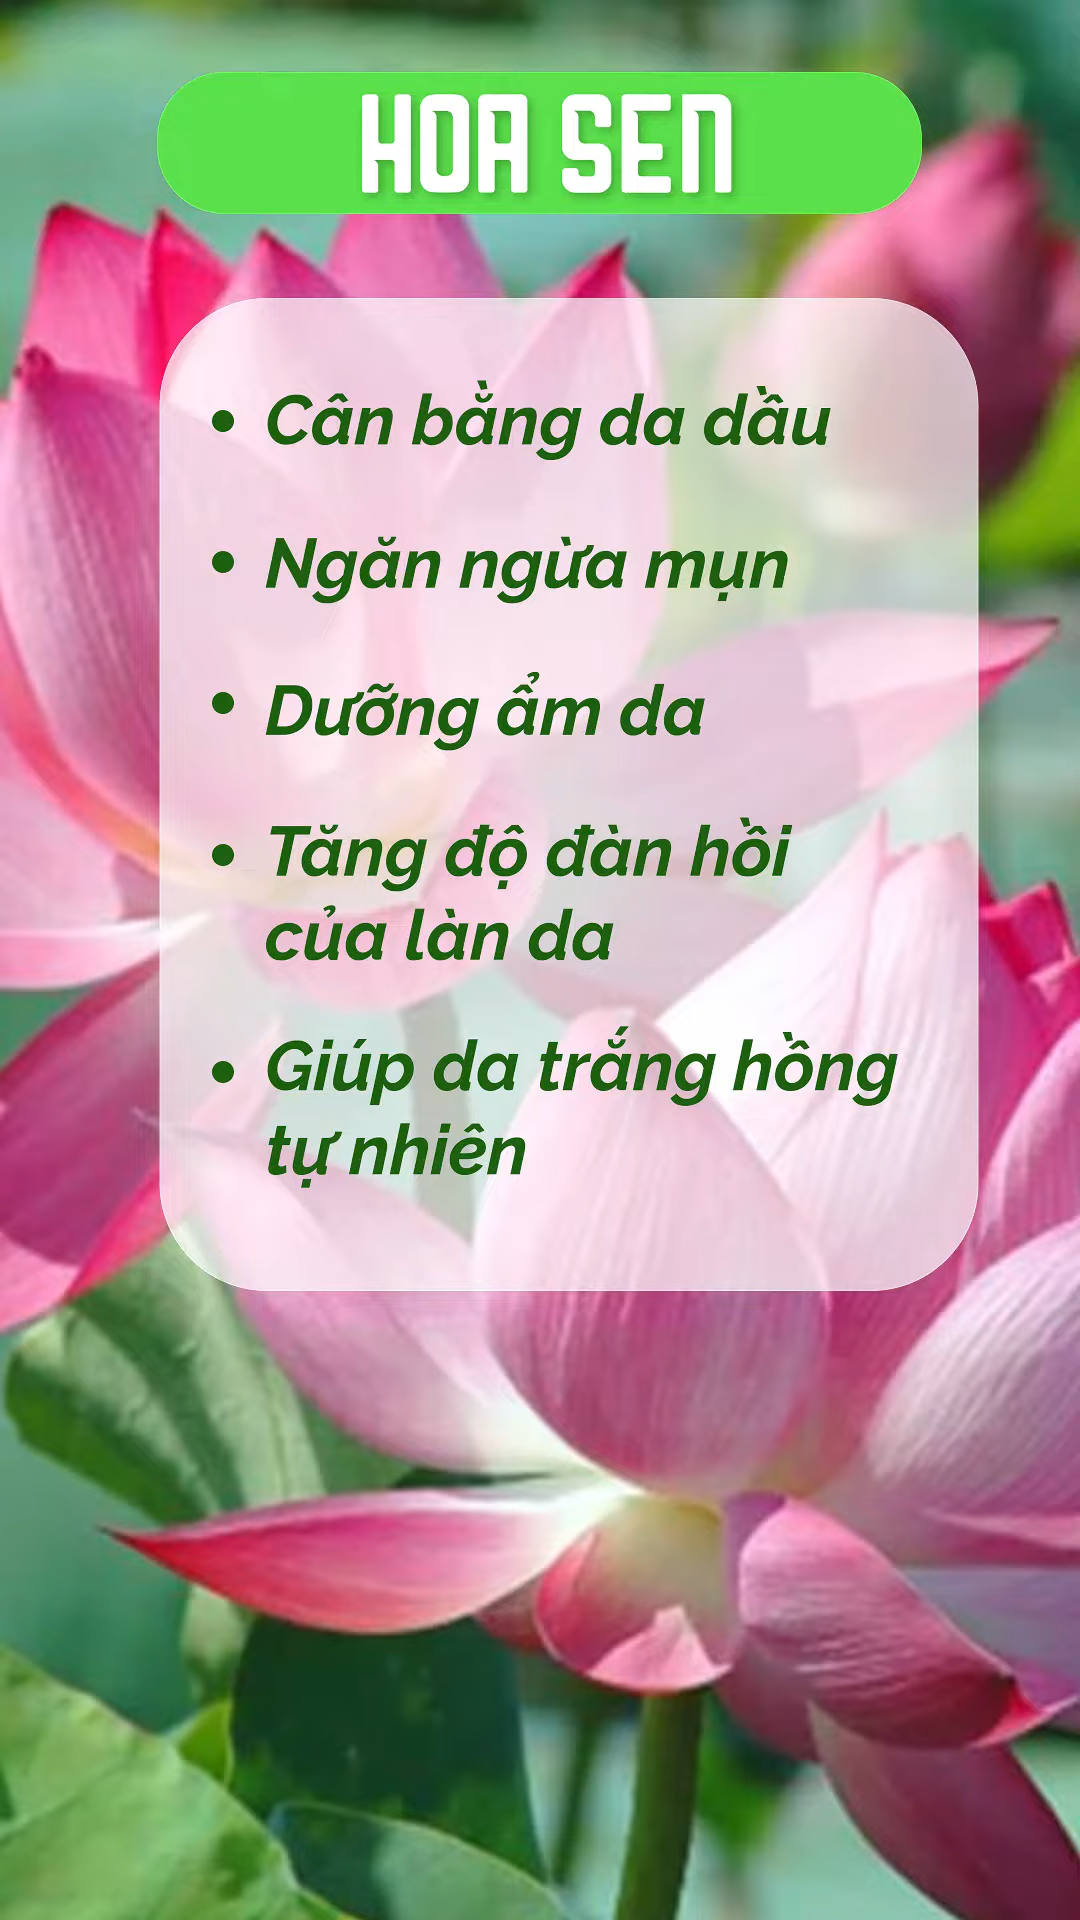 HOA SEN
• Cân bằng da dầu
• Ngăn ngừa mụn
• Dưỡng ẩm da
• Tăng độ đàn hồi
của làn da
• Giúp da trắng hồng
tự nhiên